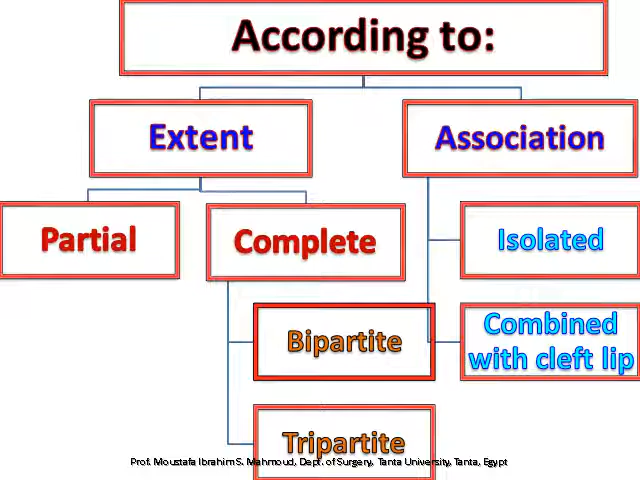 According to:
Extent
Association
Partial
Complete
Isolated
Bipartite
Combined
with cleft lip
Tripartite
Prof. Moustafa Ibrahim S. Mahmoud, Dept. of Surgery, Tanta University, Tanta, Egypt